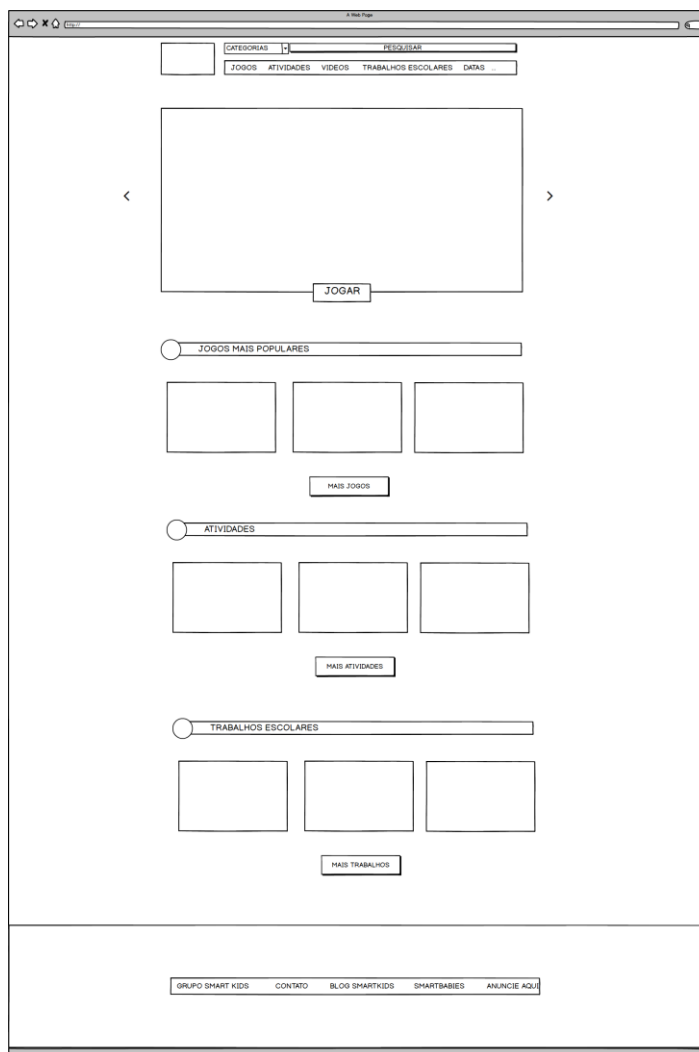 A Web Page
http://
CATEGORIAS PESQUISAR
JOGOS ATIVIDADES VIDEOS TRABALHOS ESCOLARES DATAS ...
JOGAR
JOGOS MAIS POPULARES
MAIS JOGOS
ATIVIDADES
MAIS ATIVIDADES
TRABALHOS ESCOLARES
MAIS TRABALHOS
GRUPO SMART KIDS CONTATO BLOG SMARTKIDS SMARTBABIES ANUNCIE AQUI